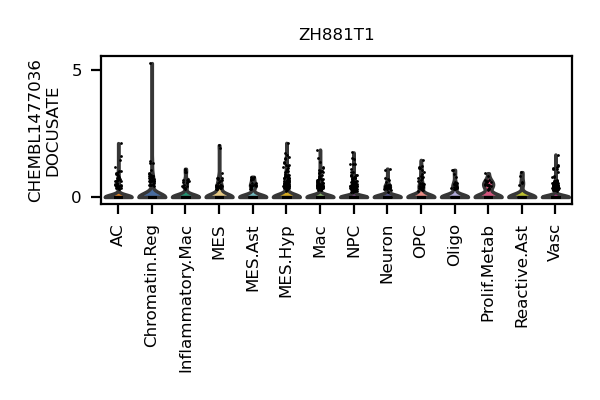 ZH881T1
CHEMBL1477036
DOCUSATE
5
0
AC
Chromatin.Reg
Inflammatory.Mac
MES
MES.Ast
MES.Hyp
Mac
NPC
Neuron
OPC
Oligo
Prolif.Metab
Reactive.Ast
Vasc